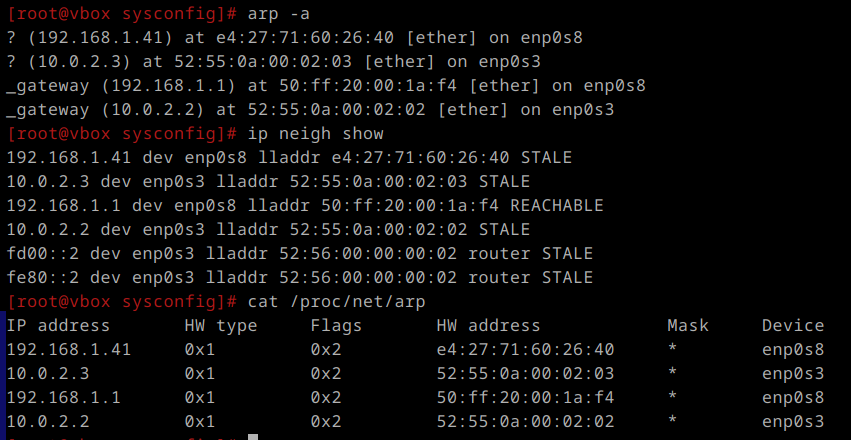 [root@vbox sysconfig]# arp -a
? (192.168.1.41) at e4:27:71:60:26:40 [ether] on enp0s8
? (10.0.2.3) at 52:55:0a:00:02:03 [ether] on enp0s3
_gateway (192.168.1.1) at 50:ff:20:00:1a:f4 [ether] on enp0s8
_gateway (10.0.2.2) at 52:55:0a:00:02:02 [ether] on enp0s3
[root@vbox sysconfig]# ip neigh show
192.168.1.41 dev enp0s8 lladdr e4:27:71:60:26:40 STALE
10.0.2.3 dev enp0s3 lladdr 52:55:0a:00:02:03 STALE
192.168.1.1 dev enp0s8 lladdr 50:ff:20:00:1a:f4 REACHABLE
10.0.2.2 dev enp0s3 lladdr 52:55:0a:00:02:02 STALE
fd00::2 dev enp0s3 lladdr 52:56:00:00:00:02 router STALE
fe80::2 dev enp0s3 lladdr 52:56:00:00:00:02 router STALE
[root@vbox sysconfig]# cat /proc/net/arp
IP address       HW type     Flags       HW address            Mask     Device
192.168.1.41     0x1         0x2         e4:27:71:60:26:40     *        enp0s8
10.0.2.3         0x1         0x2         52:55:0a:00:02:03     *        enp0s3
192.168.1.1      0x1         0x2         50:ff:20:00:1a:f4     *        enp0s8
10.0.2.2         0x1         0x2         52:55:0a:00:02:02     *        enp0s3